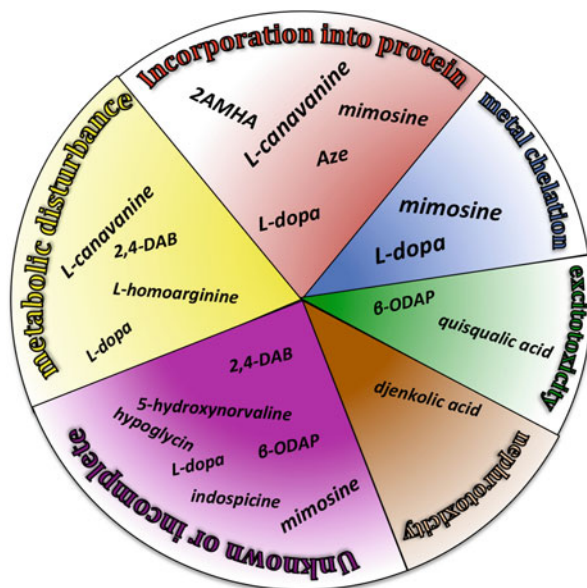 Incorporation into protein
2AMHA
L-canavanine
mimosine
Aze
L-dopa
metal chelation
mimosine
L-dopa
excitotoxicity
β-ODAP
quisqualic acid
nephrotoxicity
djenkolic acid
Unknown or incomplete
2,4-DAB
5-hydroxynorvaline
hypoglycin
L-dopa
β-ODAP
indospicine
mimosine
metabolic disturbance
L-canavanine
2,4-DAB
L-homoarginine
L-dopa